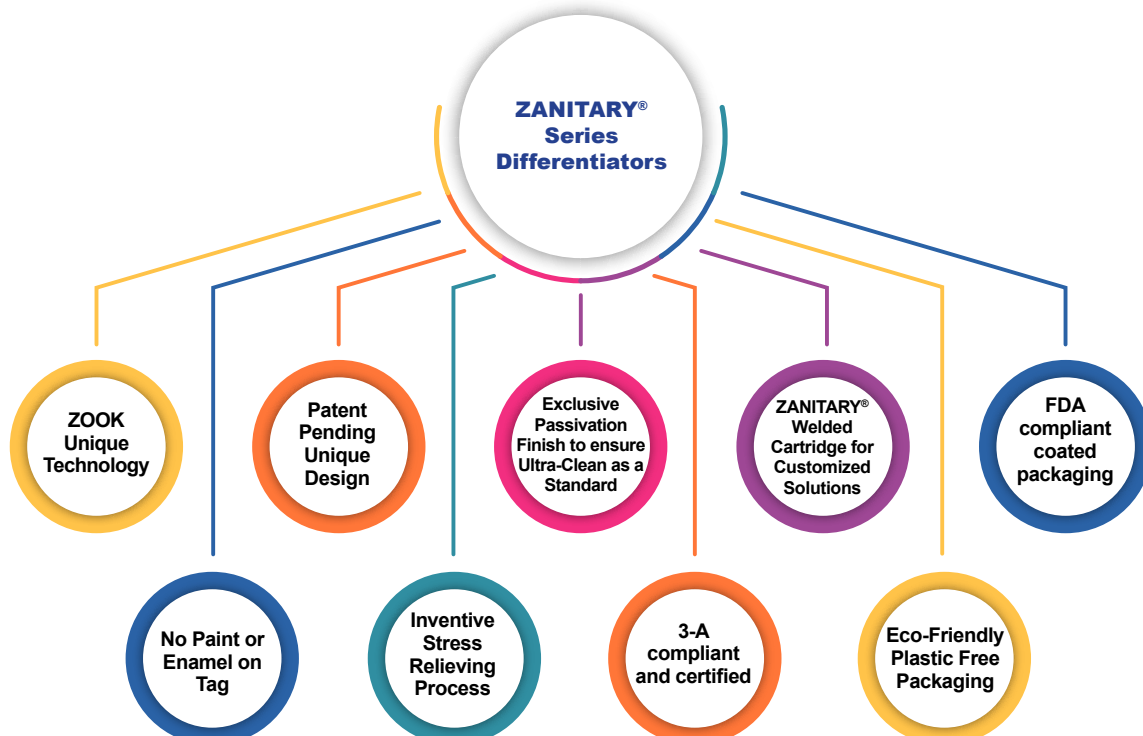 ZANITARY®
Series
Differentiators
ZOOK
Unique
Technology
Patent
Pending
Unique
Design
Exclusive
Passivation
Finish to ensure
Ultra-Clean as a
Standard
ZANITARY®
Welded
Cartridge for
Customized
Solutions
FDA
compliant
coated
packaging
No Paint or
Enamel on
Tag
Inventive
Stress
Relieving
Process
3-A
compliant
and certified
Eco-Friendly
Plastic Free
Packaging